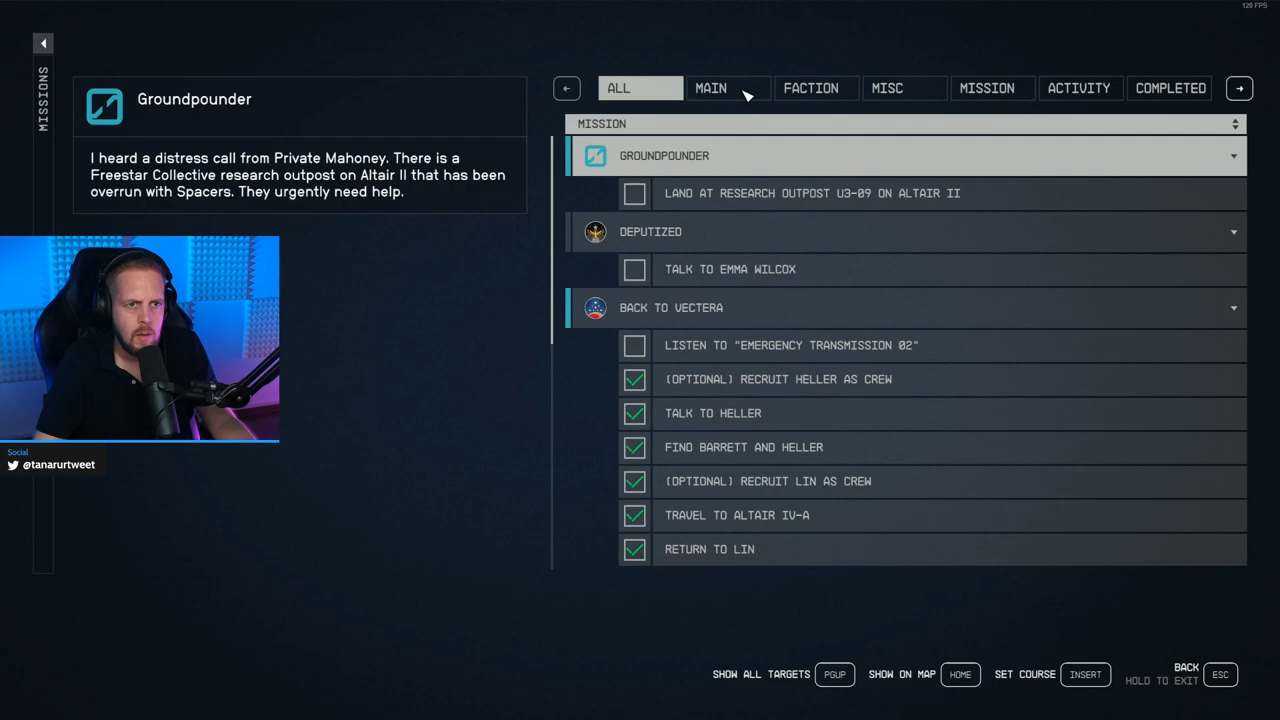 120 FPS
MISSIONS
Groundpounder
I heard a distress call from Private Mahoney. There is a
Freestar Collective research outpost on Altair II that has been
overrun with Spacers. They urgently need help.
ALL MAIN FACTION MISC MISSION ACTIVITY COMPLETED
MISSION
GROUNDPOUNDER
LAND AT RESEARCH OUTPOST U3-09 ON ALTAIR II
DEPUTIZED
TALK TO EMMA WILCOX
BACK TO VECTERA
LISTEN TO "EMERGENCY TRANSMISSION 02"
(OPTIONAL) RECRUIT HELLER AS CREW
TALK TO HELLER
FIND BARRETT AND HELLER
(OPTIONAL) RECRUIT LIN AS CREW
TRAVEL TO ALTAIR IV-A
RETURN TO LIN
Social
@tanarurtweet
SHOW ALL TARGETS PGUP SHOW ON MAP HOME SET COURSE INSERT BACK ESC
HOLD TO EXIT